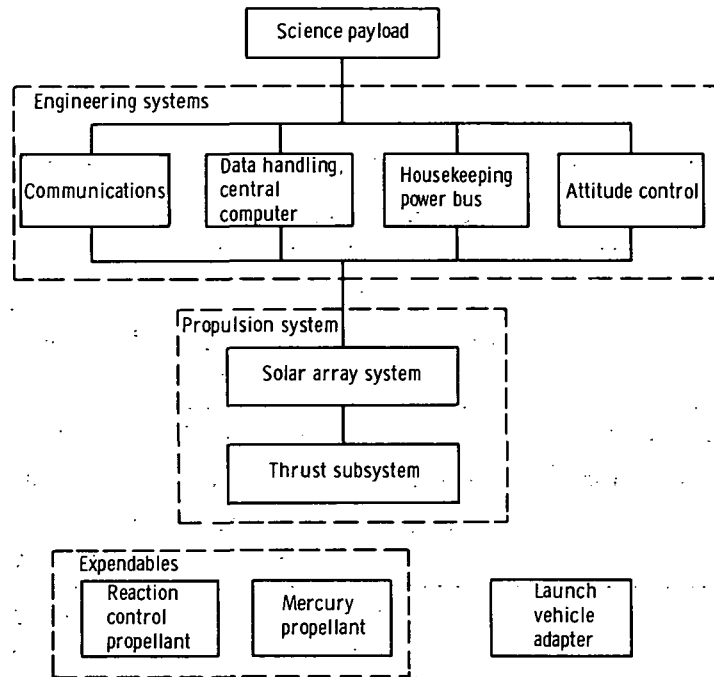 Science payload
Engineering systems
Communications
Data handling,
central
computer
Housekeeping
power bus
Attitude control
Propulsion system
Solar array system
Thrust subsystem
Expendables
Reaction
control
propellant
Mercury
propellant
Launch
vehicle
adapter